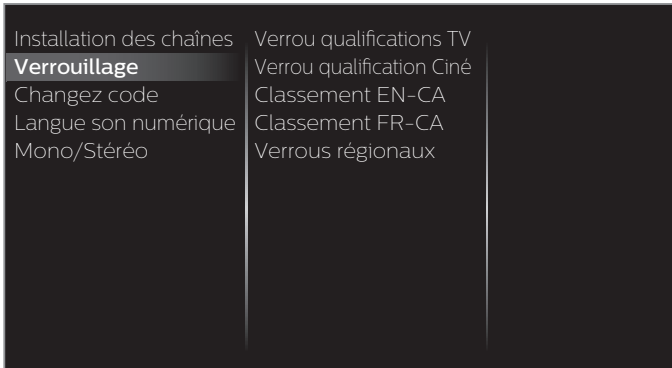 Installation des chaînes
Verrouillage
Changez code
Langue son numérique
Mono/Stéréo
Verrou qualifications TV
Verrou qualification Ciné
Classement EN-CA
Classement FR-CA
Verrous régionaux